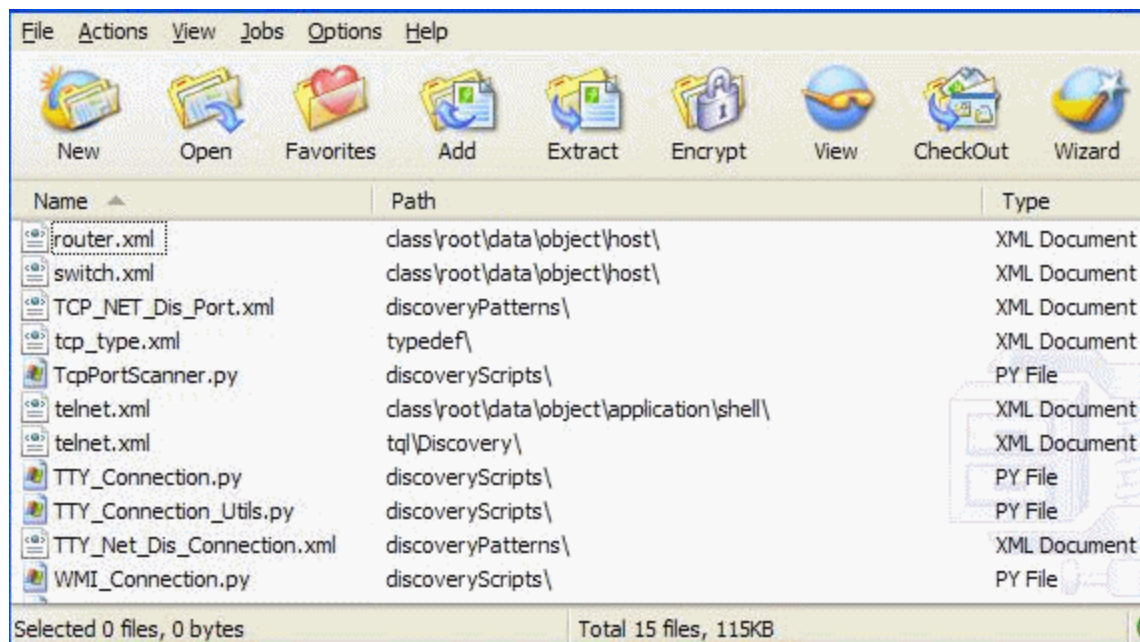 File Actions View Jobs Options Help
New Open Favorites Add Extract Encrypt View CheckOut Wizard
Name Path Type
router.xml class\root\data\object\host\ XML Document
switch.xml class\root\data\object\host\ XML Document
TCP_NET_Dis_Port.xml discoveryPatterns\ XML Document
tcp_type.xml typedef\ XML Document
TcpPortScanner.py discoveryScripts\ PY File
telnet.xml class\root\data\object\application\shell\ XML Document
telnet.xml tql\Discovery\ XML Document
TTY_Connection.py discoveryScripts\ PY File
TTY_Connection_Utils.py discoveryScripts\ PY File
TTY_Net_Dis_Connection.xml discoveryPatterns\ XML Document
WMI_Connection.py discoveryScripts\ PY File
Selected 0 files, 0 bytes Total 15 files, 115KB